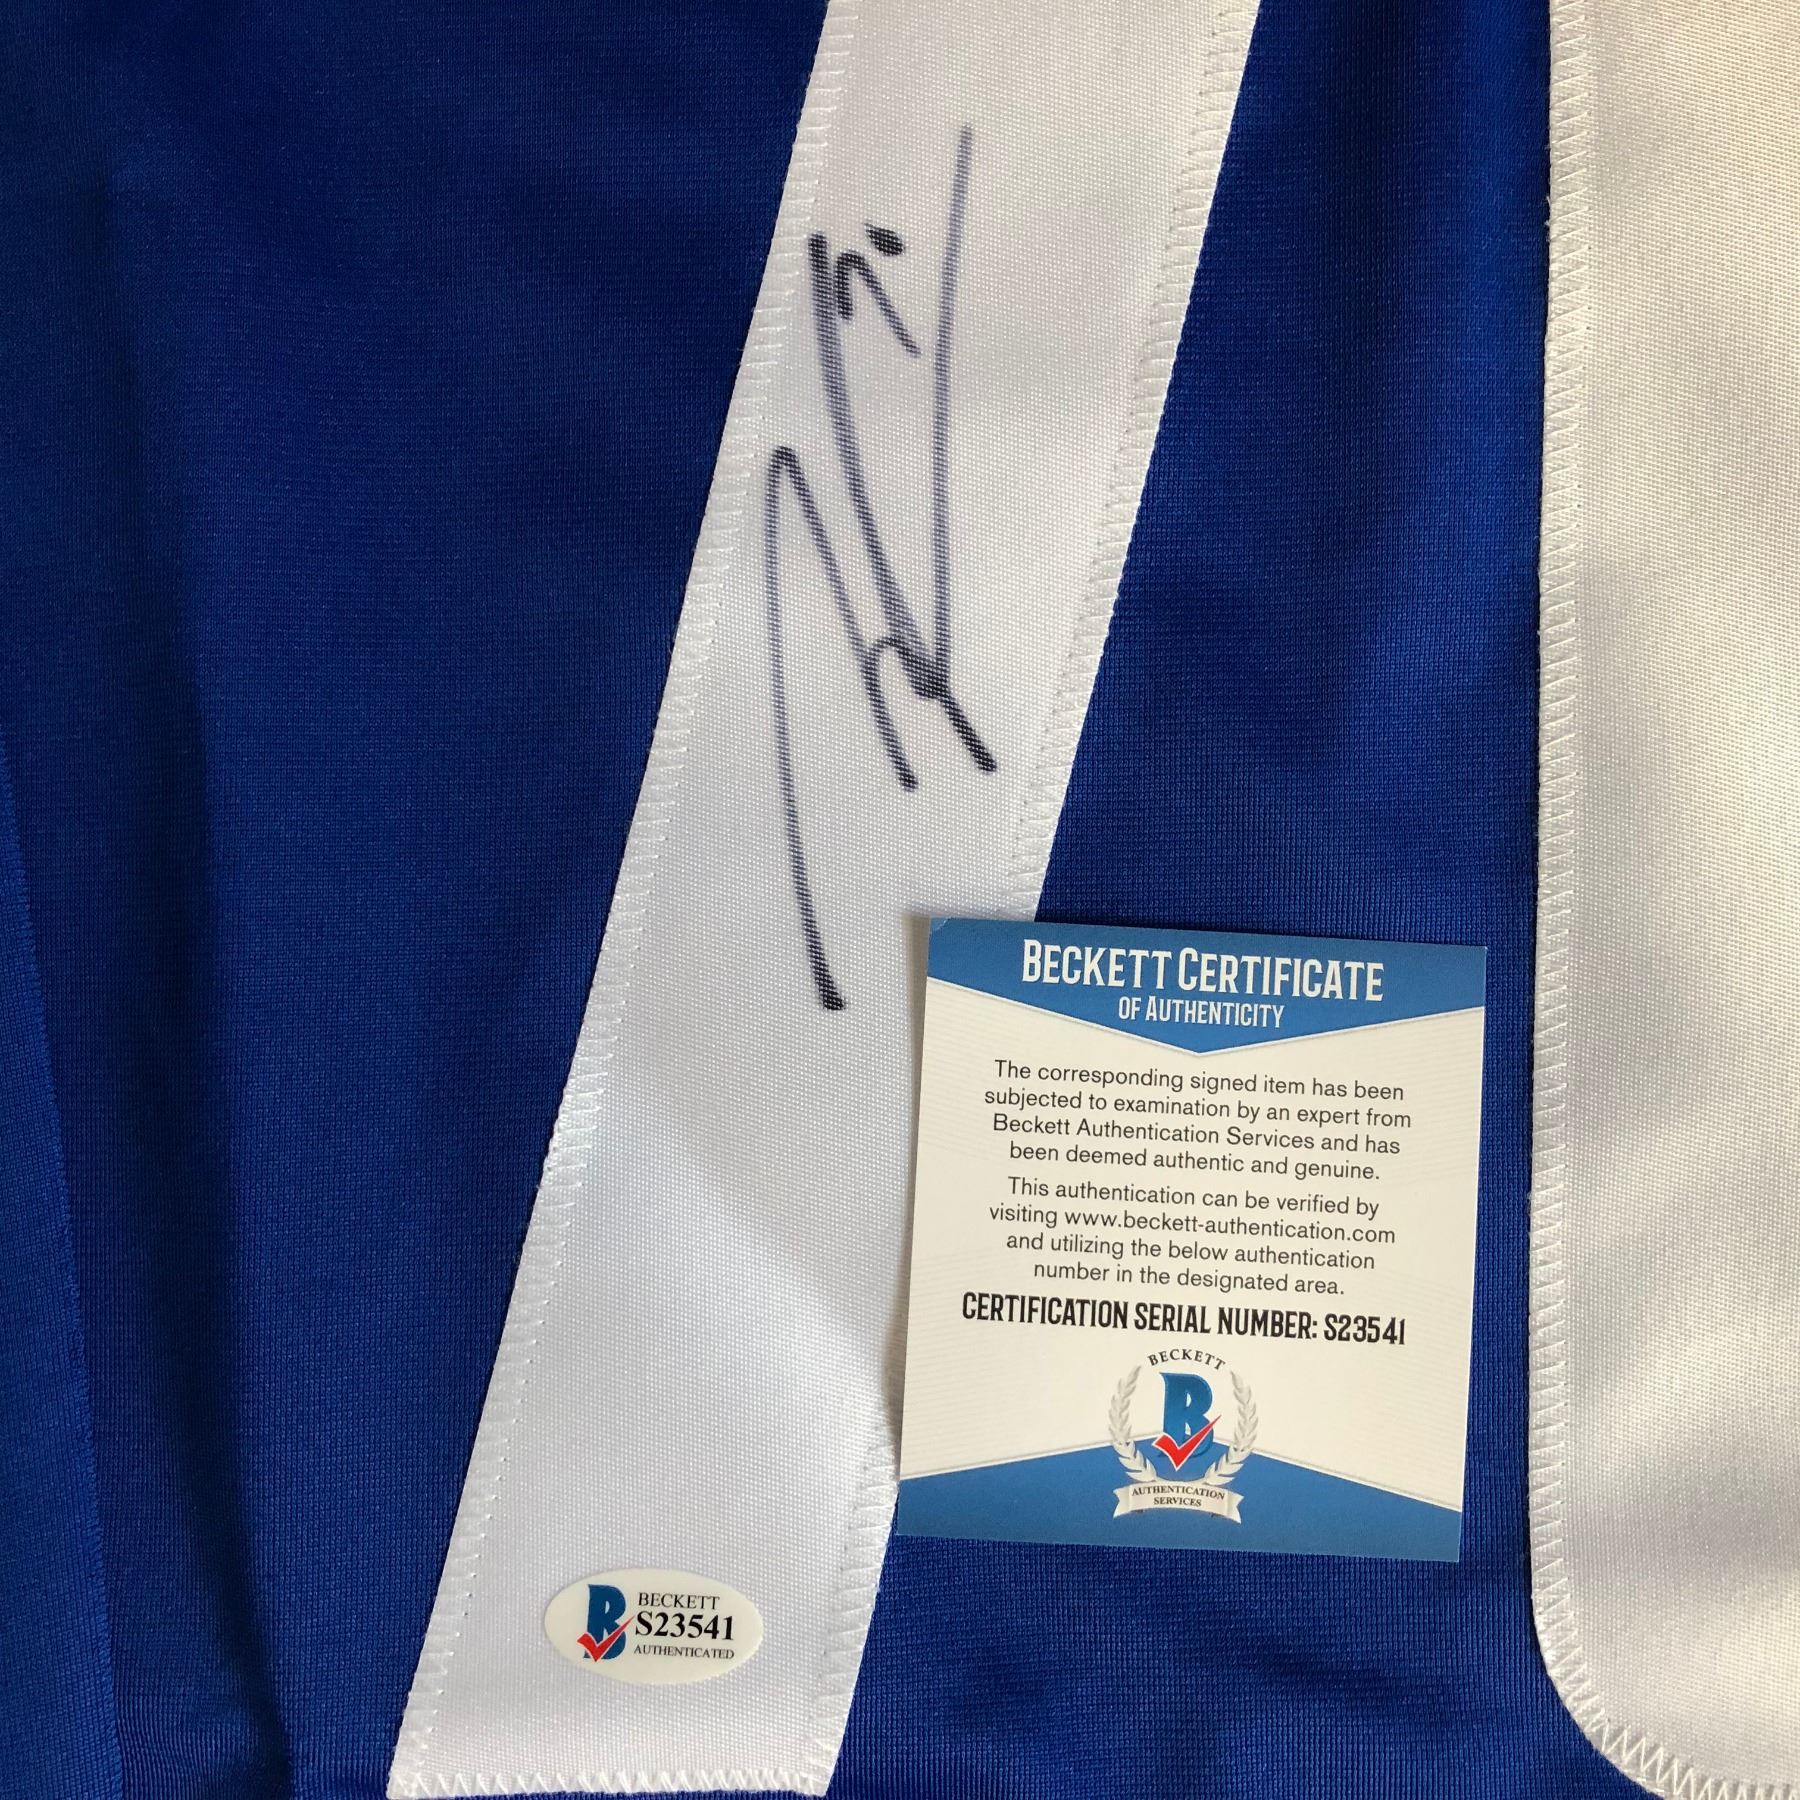 BECKETT CERTIFICATE
OF AUTHENTICITY
The corresponding signed item has been
subjected to examination by an expert from
Beckett Authentication Services and has
been deemed authentic and genuine.
This authentication can be verified by
visiting www.beckett-authentication.com
and utilizing the below authentication
number in the designated area.
CERTIFICATION SERIAL NUMBER: S23541
BECKETT
B
AUTHENTICATION
SERVICES
B
BECKETT
S23541
AUTHENTICATED